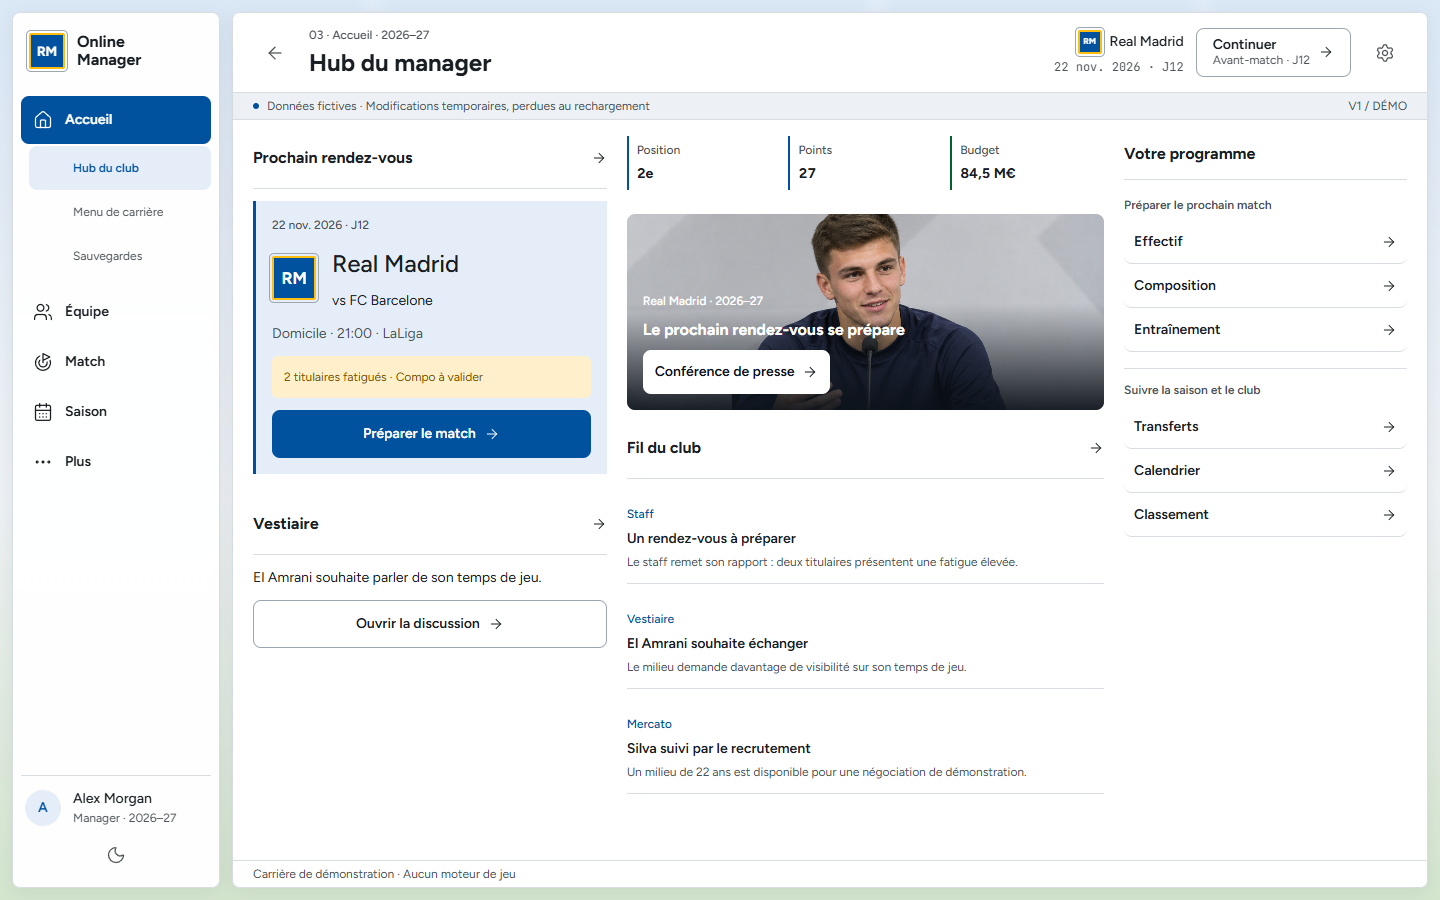 RM
Online
Manager
Accueil
Hub du club
Menu de carrière
Sauvegardes
Équipe
Match
Saison
Plus
A
Alex Morgan
Manager · 2026–27
03 · Accueil · 2026–27
Hub du manager
RM
Real Madrid
22 nov. 2026 · J12
Continuer
Avant-match · J12
Données fictives · Modifications temporaires, perdues au rechargement
V1 / DÉMO
Prochain rendez-vous
22 nov. 2026 · J12
RM
Real Madrid
vs FC Barcelone
Domicile · 21:00 · LaLiga
2 titulaires fatigués · Compo à valider
Préparer le match
Vestiaire
El Amrani souhaite parler de son temps de jeu.
Ouvrir la discussion
Position
2e
Points
27
Budget
84,5 M€
Real Madrid · 2026–27
Le prochain rendez-vous se prépare
Conférence de presse
Fil du club
Staff
Un rendez-vous à préparer
Le staff remet son rapport : deux titulaires présentent une fatigue élevée.
Vestiaire
El Amrani souhaite échanger
Le milieu demande davantage de visibilité sur son temps de jeu.
Mercato
Silva suivi par le recrutement
Un milieu de 22 ans est disponible pour une négociation de démonstration.
Votre programme
Préparer le prochain match
Effectif
Composition
Entraînement
Suivre la saison et le club
Transferts
Calendrier
Classement
Carrière de démonstration · Aucun moteur de jeu